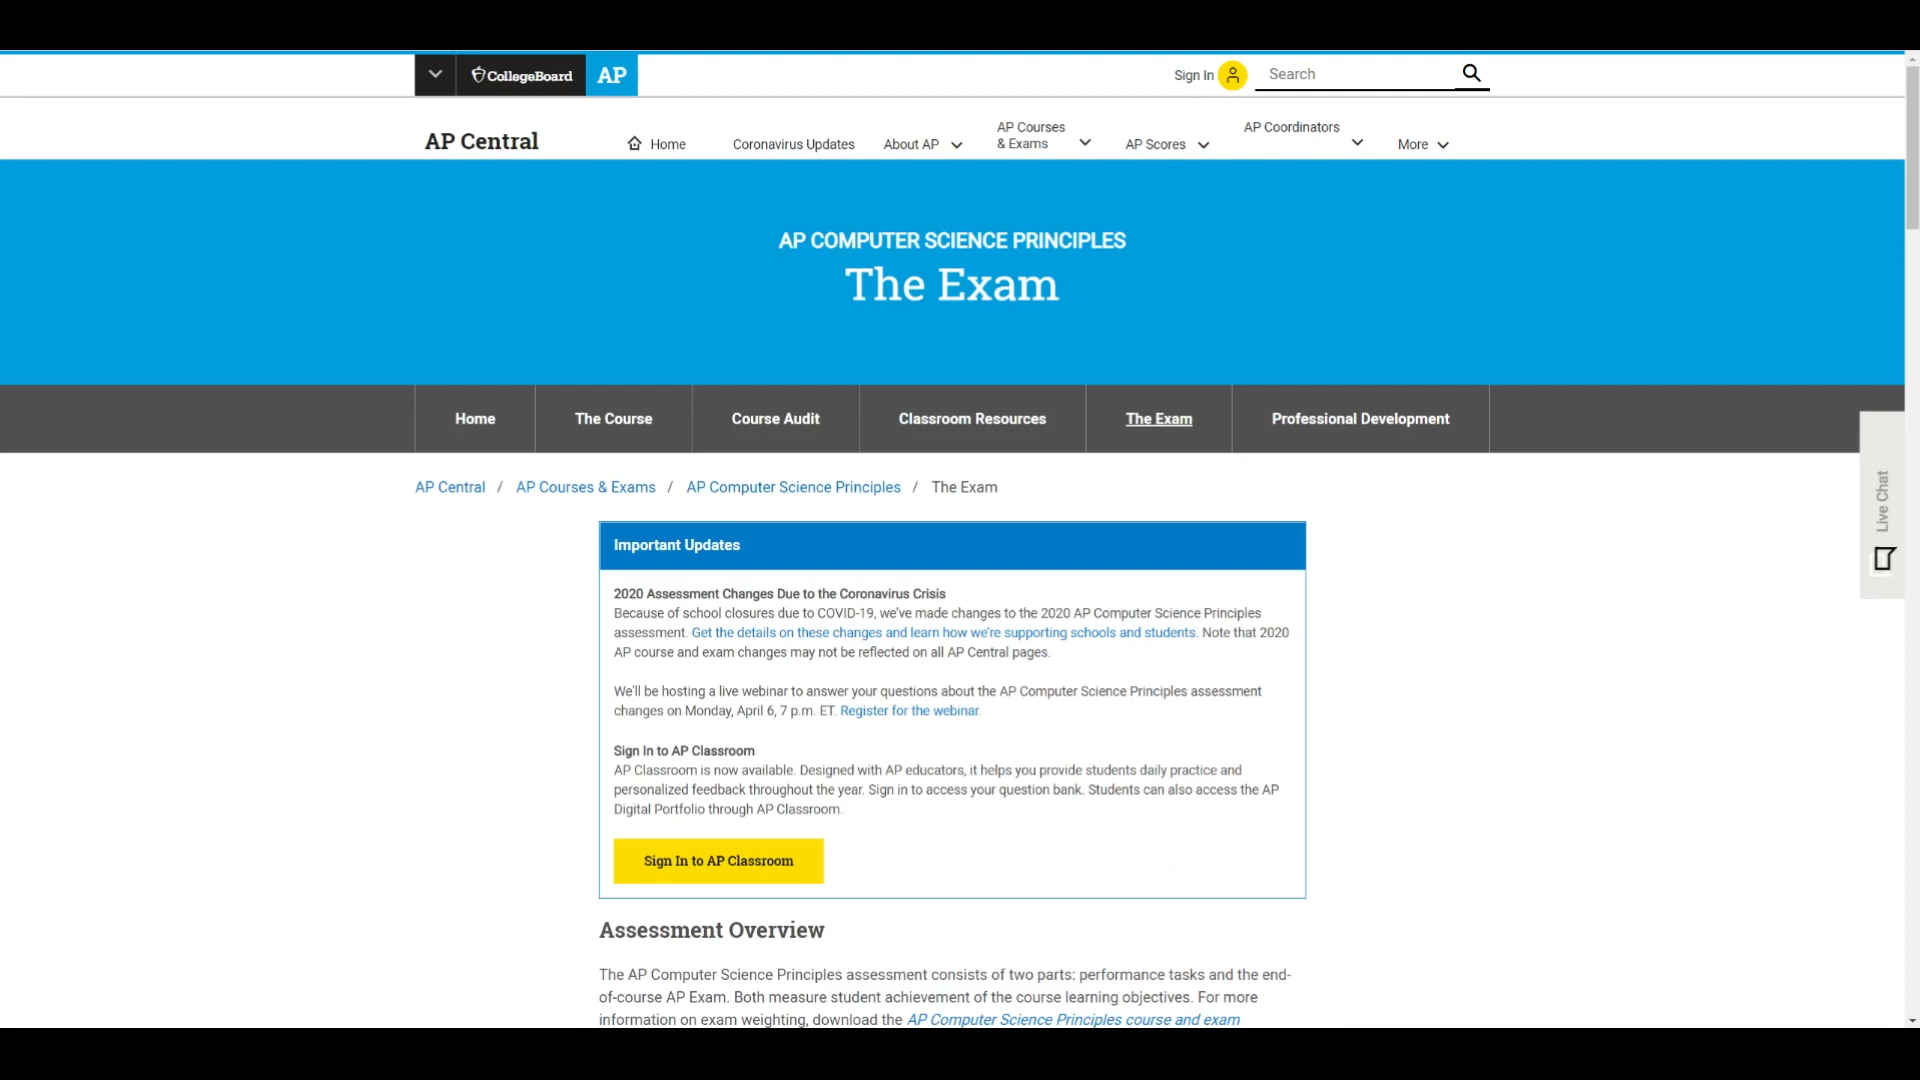 CollegeBoard AP Sign In Search
AP Central Home Coronavirus Updates About AP AP Courses & Exams AP Scores AP Coordinators More
AP COMPUTER SCIENCE PRINCIPLES
The Exam
Home The Course Course Audit Classroom Resources The Exam Professional Development
Live Chat
AP Central / AP Courses & Exams / AP Computer Science Principles / The Exam
Important Updates
2020 Assessment Changes Due to the Coronavirus Crisis
Because of school closures due to COVID-19, we've made changes to the 2020 AP Computer Science Principles
assessment. Get the details on these changes and learn how we're supporting schools and students. Note that 2020
AP course and exam changes may not be reflected on all AP Central pages.
We'll be hosting a live webinar to answer your questions about the AP Computer Science Principles assessment
changes on Monday, April 6, 7 p.m. ET. Register for the webinar.
Sign In to AP Classroom
AP Classroom is now available. Designed with AP educators, it helps you provide students daily practice and
personalized feedback throughout the year. Sign in to access your question bank. Students can also access the AP
Digital Portfolio through AP Classroom.
Sign In to AP Classroom
Assessment Overview
The AP Computer Science Principles assessment consists of two parts: performance tasks and the end-
of-course AP Exam. Both measure student achievement of the course learning objectives. For more
information on exam weighting, download the AP Computer Science Principles course and exam